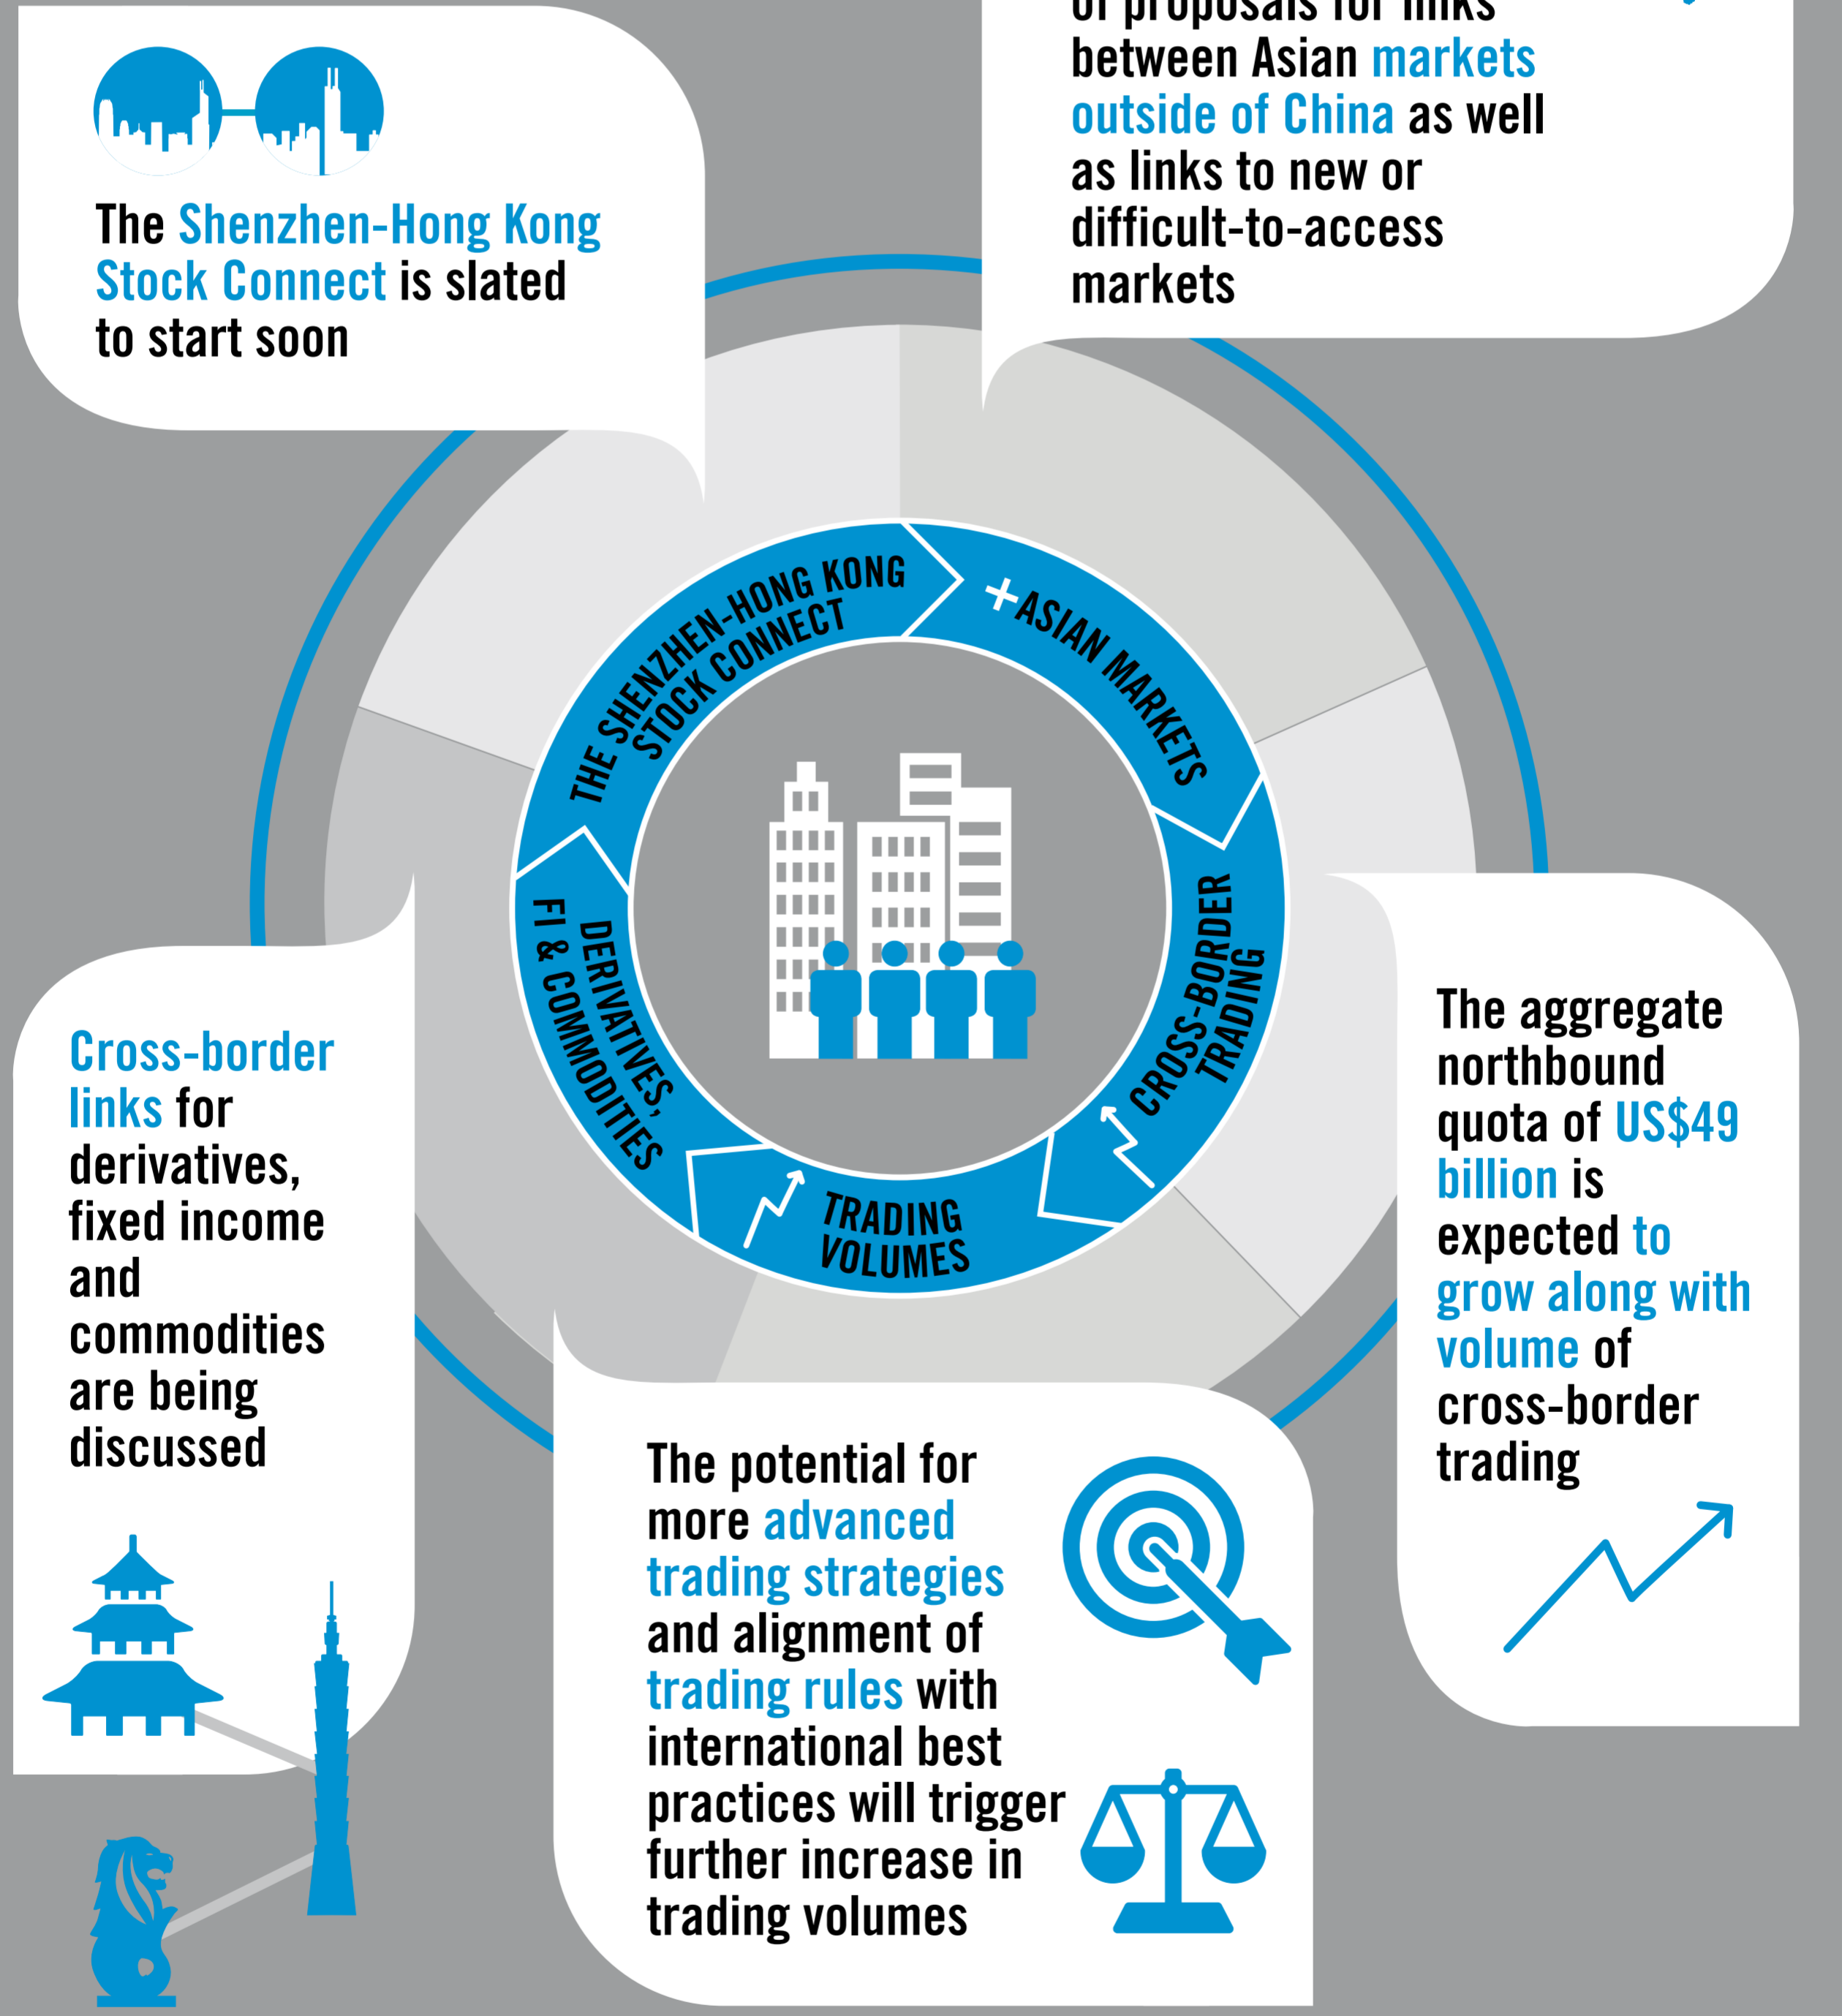 The Shenzhen-Hong Kong
Stock Connect is slated
to start soon
of proposals for links
between Asian markets
outside of China as well
as links to new or
difficult-to-access
markets
THE SHENZHEN-HONG KONG
STOCK CONNECT
+ASIAN MARKETS
CROSS-BORDER
TRADING
TRADING
VOLUMES
FI & COMMODITIES
DERIVATIVES,
Cross-border
links for
derivatives,
fixed income
and
commodities
are being
discussed
The aggregate
northbound
quota of US$49
billion is
expected to
grow along with
volume of
cross-border
trading
The potential for
more advanced
trading strategies
and alignment of
trading rules with
international best
practices will trigger
further increase in
trading volumes